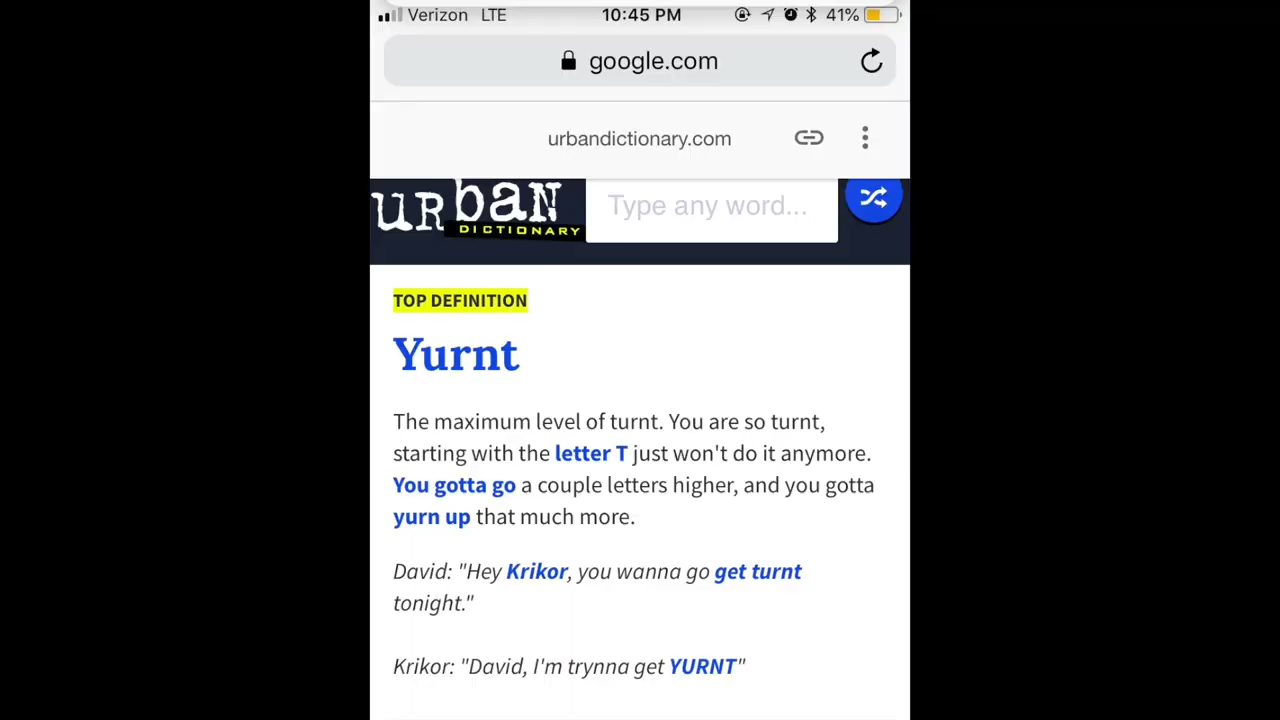 Verizon LTE 10:45 PM 41%
google.com
urbandictionary.com
urban Type any word...
DICTIONARY
TOP DEFINITION
Yurnt
The maximum level of turnt. You are so turnt,
starting with the letter T just won't do it anymore.
You gotta go a couple letters higher, and you gotta
yurn up that much more.
David: "Hey Krikor, you wanna go get turnt
tonight."
Krikor: "David, I'm trynna get YURNT"